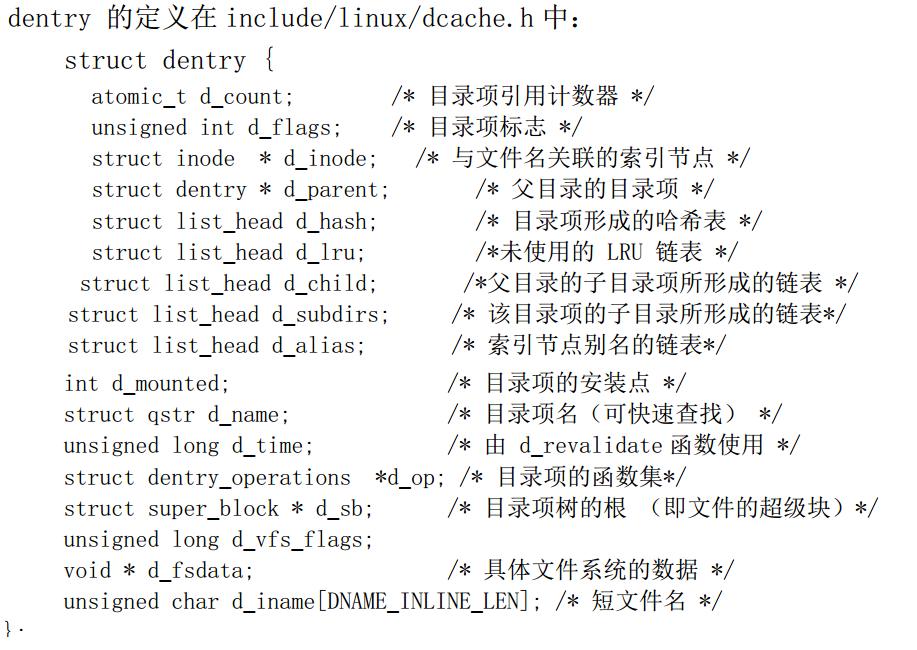 dentry 的定义在 include/linux/dcache.h 中：
struct dentry {
atomic_t d_count; /* 目录项引用计数器 */
unsigned int d_flags; /* 目录项标志 */
struct inode * d_inode; /* 与文件名关联的索引节点 */
struct dentry * d_parent; /* 父目录的目录项 */
struct list_head d_hash; /* 目录项形成的哈希表 */
struct list_head d_lru; /*未使用的 LRU 链表 */
struct list_head d_child; /*父目录的子目录项所形成的链表 */
struct list_head d_subdirs; /* 该目录项的子目录所形成的链表*/
struct list_head d_alias; /* 索引节点别名的链表*/
int d_mounted; /* 目录项的安装点 */
struct qstr d_name; /* 目录项名（可快速查找） */
unsigned long d_time; /* 由 d_revalidate 函数使用 */
struct dentry_operations *d_op; /* 目录项的函数集*/
struct super_block * d_sb; /* 目录项树的根 （即文件的超级块）*/
unsigned long d_vfs_flags;
void * d_fsdata; /* 具体文件系统的数据 */
unsigned char d_iname[DNAME_INLINE_LEN]; /* 短文件名 */
};